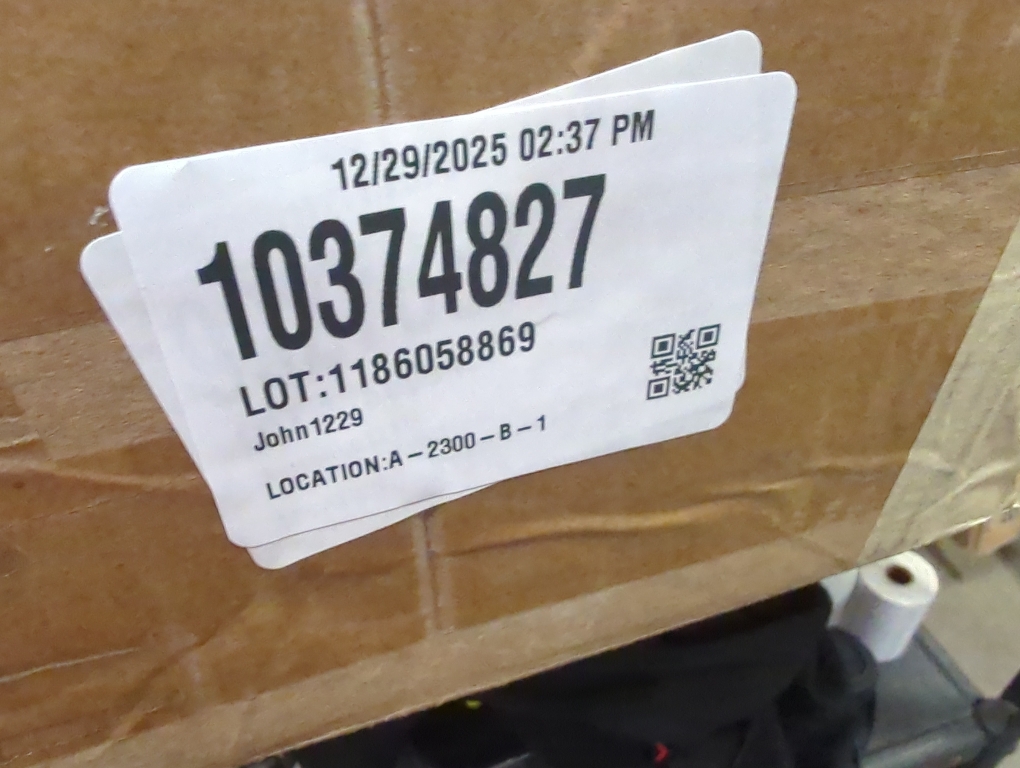 12/29/2025 02:37 PM
10374827
LOT:1186058869
John1229
LOCATION:A-2300-B-1